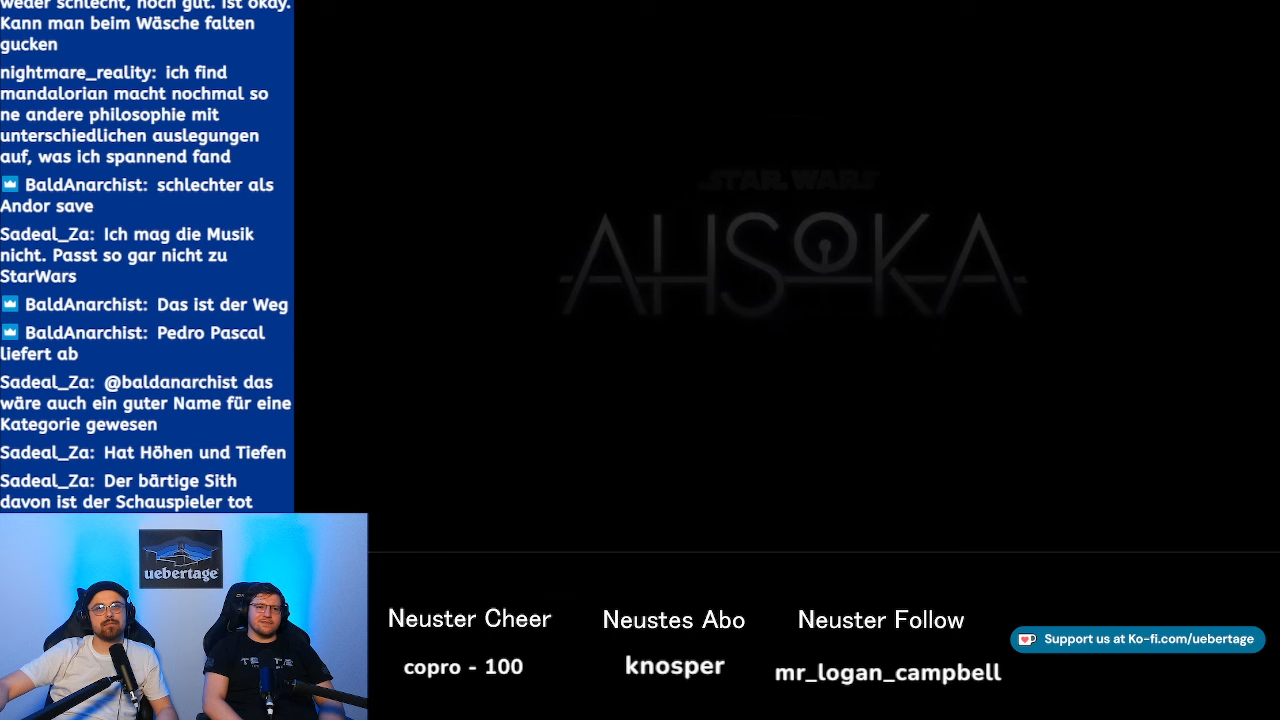 weder schlecht, noch gut. Ist okay.
Kann man beim Wäsche falten
gucken
nightmare_reality: ich find
mandalorian macht nochmal so
ne andere philosophie mit
unterschiedlichen auslegungen
auf, was ich spannend fand
BaldAnarchist: schlechter als
Andor save
Sadeal_Za: Ich mag die Musik
nicht. Passt so gar nicht zu
StarWars
BaldAnarchist: Das ist der Weg
BaldAnarchist: Pedro Pascal
liefert ab
Sadeal_Za: @baldanarchist das
wäre auch ein guter Name für eine
Kategorie gewesen
Sadeal_Za: Hat Höhen und Tiefen
Sadeal_Za: Der bärtige Sith
davon ist der Schauspieler tot
STAR WARS
AHSOKA
uebertage
Neuster Cheer
copro - 100
Neustes Abo
knosper
Neuster Follow
mr_logan_campbell
Support us at Ko-fi.com/uebertage